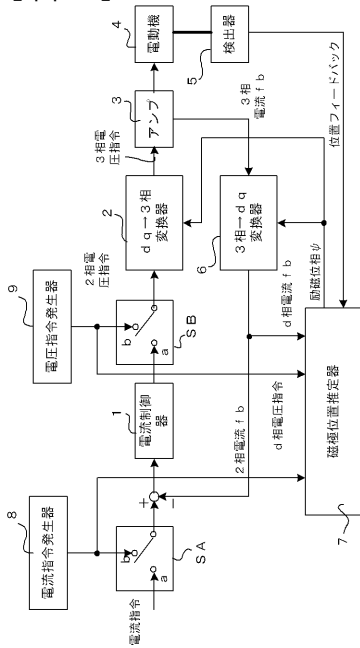 電流指令発生器
8
電圧指令発生器
9
電流指令
a
b
SA
+
−
電流制御
器
1
a
b
SB
2相電
圧指令
dq→3相
変換器
2
3相電
圧指令
アンプ
3
電動機
4
検出器
5
3相
電流fb
3相→dq
変換器
6
位置フィードバック
励磁位相ψ
d相電流fb
2相電流fb
d相電圧指令
磁極位置推定器
7